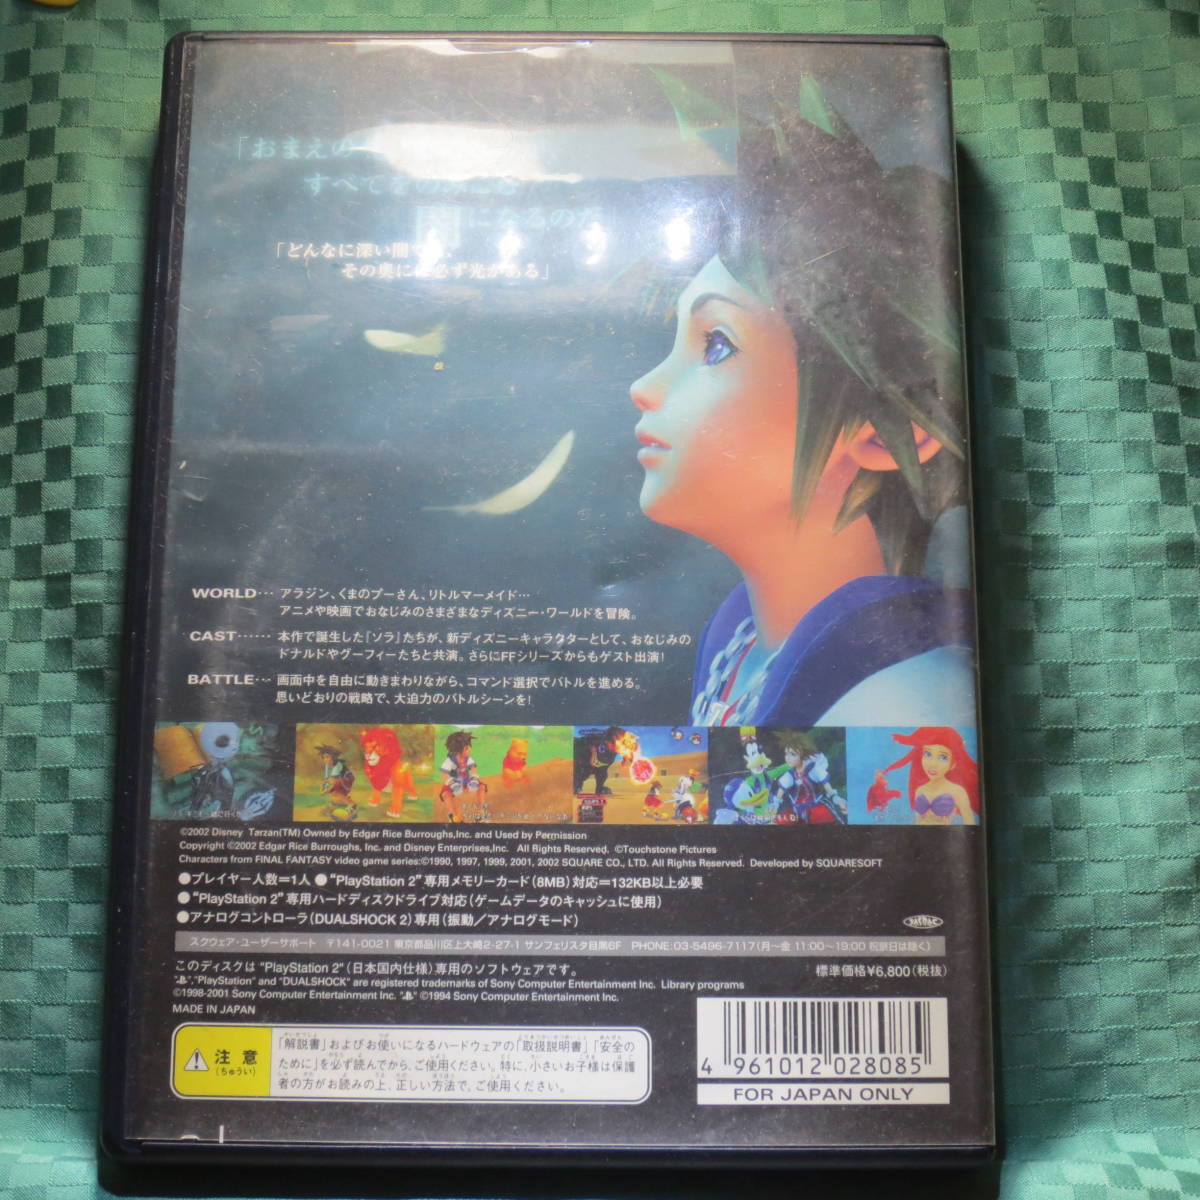 「おまえの
すべてを
闇になるのだ
「どんなに深い闇でも、
その奥には必ず光がある」
WORLD… アラジン、くまのプーさん、リトルマーメイド…
アニメや映画でおなじみのさまざまなディズニー・ワールドを冒険。
CAST…… 本作で誕生した「ソラ」たちが、新ディズニーキャラクターとして、おなじみの
ドナルドやグーフィーたちと共演。さらにFFシリーズからもゲスト出演!
BATTLE… 画面中を自由に動きまわりながら、コマンド選択でバトルを進める。
思いどおりの戦略で、大迫力のバトルシーンを!
©2002 Disney Tarzan(TM) Owned by Edgar Rice Burroughs,Inc. and Used by Permission
Copyright ©2002 Edgar Rice Burroughs, Inc. and Disney Enterprises,Inc. All Rights Reserved. ©Touchstone Pictures
Characters from FINAL FANTASY video game series:©1990, 1997, 1999, 2001, 2002 SQUARE CO., LTD. All Rights Reserved. Developed by SQUARESOFT
●プレイヤー人数=1人 ●"PlayStation 2"専用メモリーカード(8MB)対応=132KB以上必要
●"PlayStation 2"専用ハードディスクドライブ対応(ゲームデータのキャッシュに使用)
●アナログコントローラ(DUALSHOCK 2)専用(振動/アナログモード)
スクウェア・ユーザーサポート 〒141-0021 東京都品川区上大崎2-27-1 サンフェリスタ目黒6F PHONE:03-5496-7117(月〜金 11:00〜19:00 祝祭日は除く)
このディスクは "PlayStation 2"(日本国内仕様)専用のソフトウェアです。 標準価格¥6,800(税抜)
"PlayStation" and "DUALSHOCK" are registered trademarks of Sony Computer Entertainment Inc. Library programs
©1998-2001 Sony Computer Entertainment Inc. ©1994 Sony Computer Entertainment Inc.
MADE IN JAPAN
注意
(ちゅうい)
「解説書」およびお使いになるハードウェアの「取扱説明書」「安全の
ために」を必ず読んでから、ご使用ください。特に、小さいお子様は保護
者の方がお読みの上、正しい方法で、ご使用ください。
4 961012 028085
FOR JAPAN ONLY